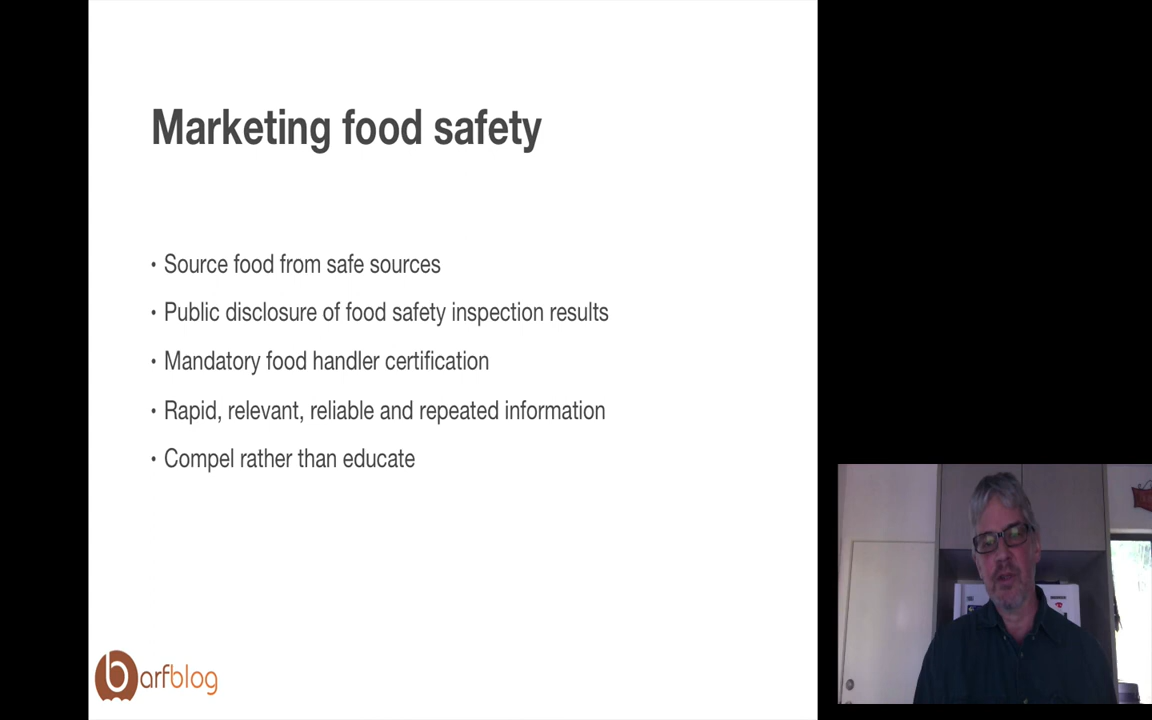 Marketing food safety
• Source food from safe sources
• Public disclosure of food safety inspection results
• Mandatory food handler certification
• Rapid, relevant, reliable and repeated information
• Compel rather than educate
barfblog